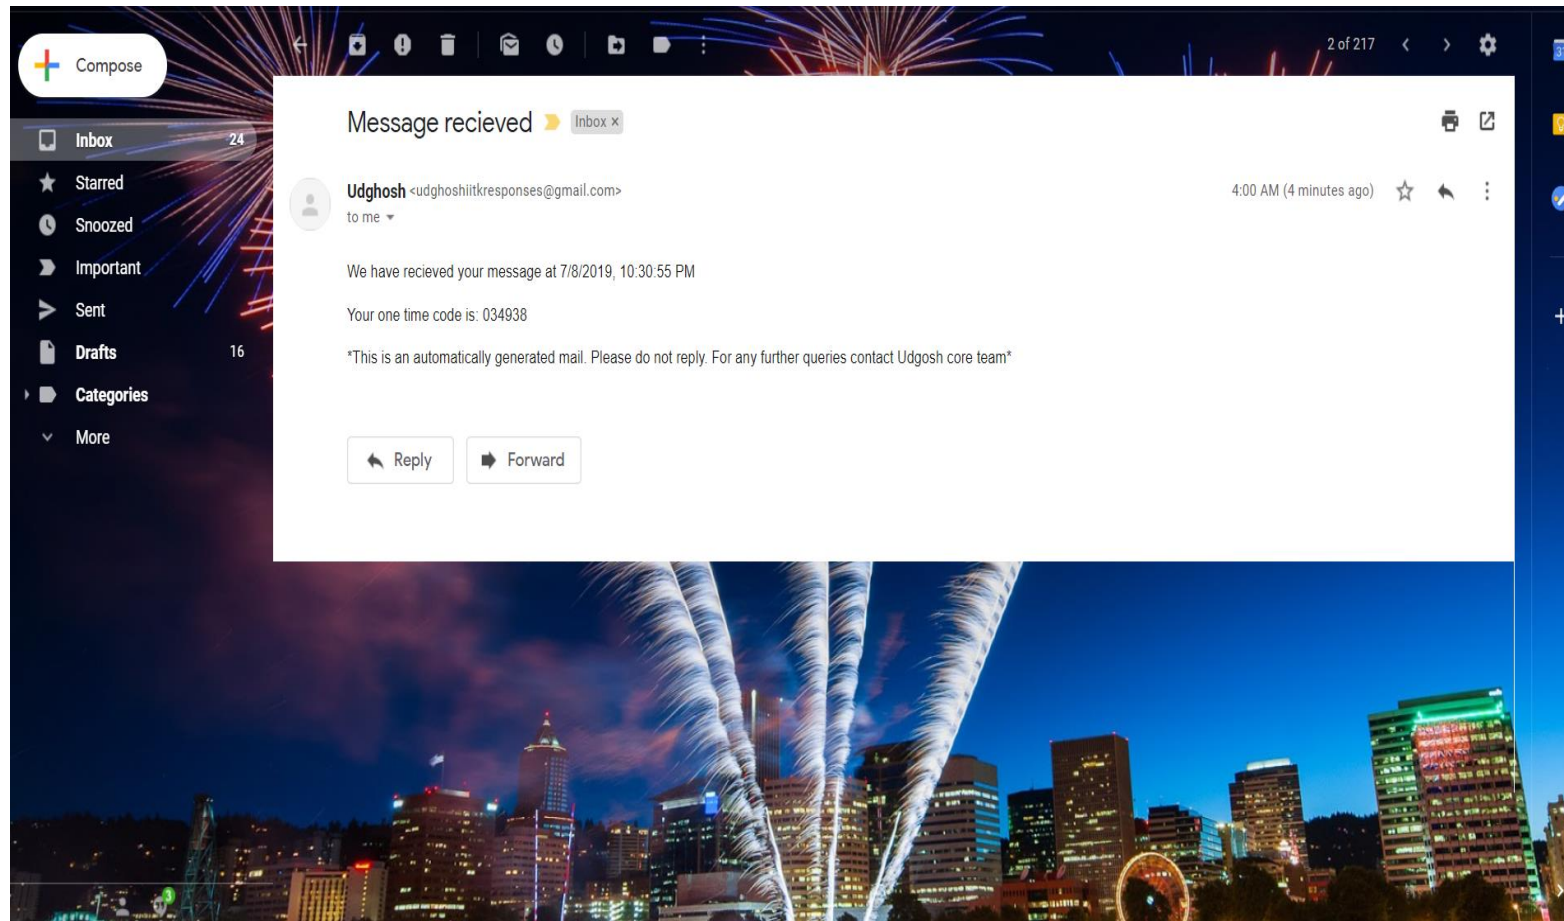 Compose
2 of 217
Inbox 24
Starred
Snoozed
Important
Sent
Drafts 16
Categories
More
Message recieved Inbox ×
Udghosh <udghoshiitkresponses@gmail.com> 4:00 AM (4 minutes ago)
to me
We have recieved your message at 7/8/2019, 10:30:55 PM
Your one time code is: 034938
*This is an automatically generated mail. Please do not reply. For any further queries contact Udgosh core team*
Reply Forward